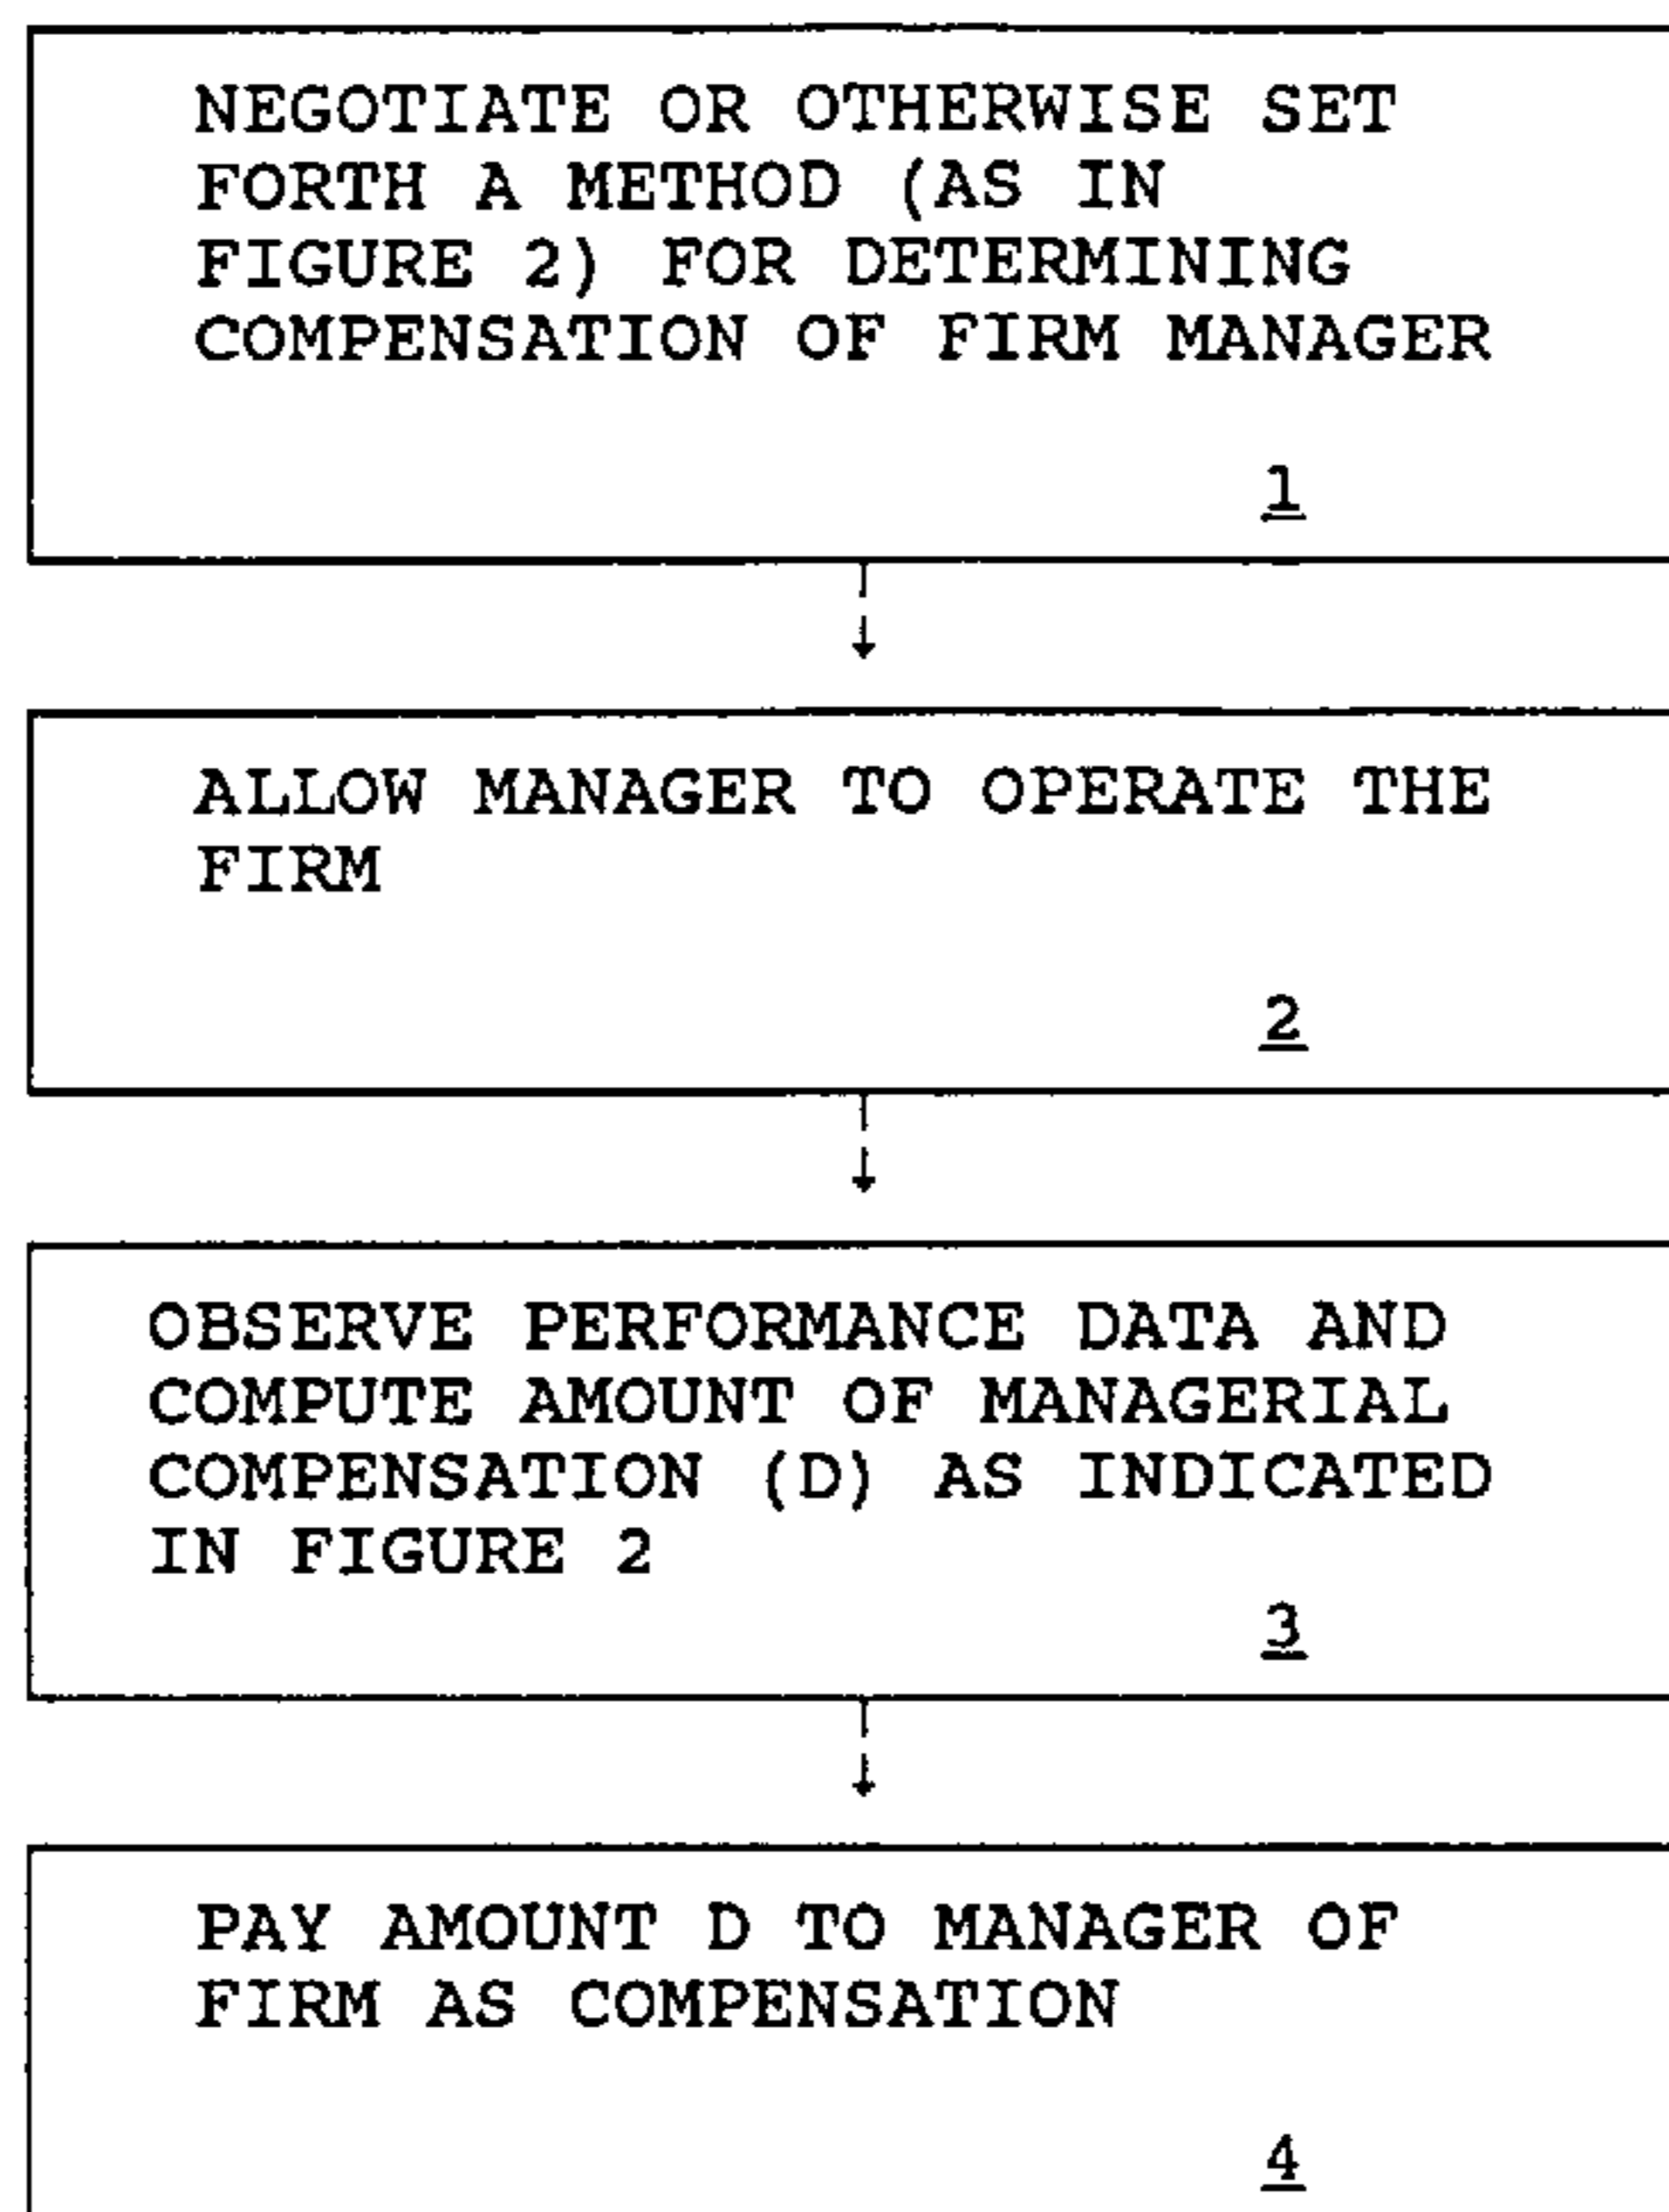 NEGOTIATE OR OTHERWISE SET
FORTH A METHOD (AS IN
FIGURE 2) FOR DETERMINING
COMPENSATION OF FIRM MANAGER
1
ALLOW MANAGER TO OPERATE THE
FIRM
2
OBSERVE PERFORMANCE DATA AND
COMPUTE AMOUNT OF MANAGERIAL
COMPENSATION (D) AS INDICATED
IN FIGURE 2
3
PAY AMOUNT D TO MANAGER OF
FIRM AS COMPENSATION
4